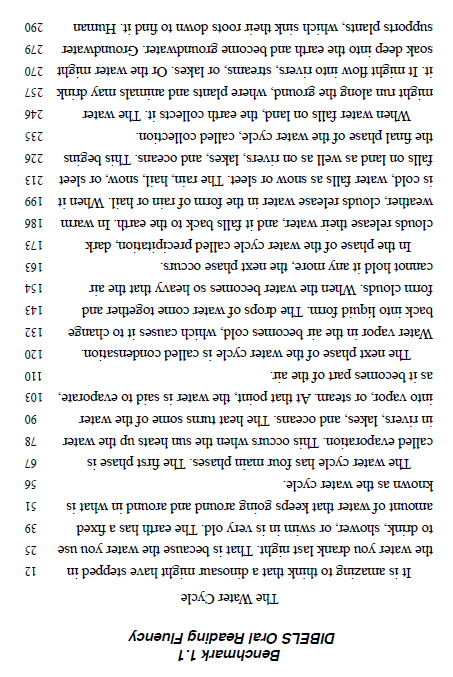 Benchmark 1.1
DIBELS Oral Reading Fluency
The Water Cycle
It is amazing to think that a dinosaur might have stepped in 12
the water you drank last night. That is because the water you use 25
to drink, shower, or swim in is very old. The earth has a fixed 39
amount of water that keeps going around and around in what is 51
known as the water cycle. 56
The water cycle has four main phases. The first phase is 67
called evaporation. This occurs when the sun heats up the water 78
in rivers, lakes, and oceans. The heat turns some of the water 90
into vapor, or steam. At that point, the water is said to evaporate, 103
as it becomes part of the air. 110
The next phase of the water cycle is called condensation. 120
Water vapor in the air becomes cold, which causes it to change 132
back into liquid form. The drops of water come together and 143
form clouds. When the water becomes so heavy that the air 154
cannot hold it any more, the next phase occurs. 163
In the phase of the water cycle called precipitation, dark 173
clouds release their water, and it falls back to the earth. In warm 186
weather, clouds release water in the form of rain or hail. When it 199
is cold, water falls as snow or sleet. The rain, hail, snow, or sleet 213
falls on land as well as on rivers, lakes, and oceans. This begins 226
the final phase of the water cycle, called collection. 235
When water falls on land, the earth collects it. The water 246
might run along the ground, where plants and animals may drink 257
it. It might flow into rivers, streams, or lakes. Or the water might 270
soak deep into the earth and become groundwater. Groundwater 279
supports plants, which sink their roots down to find it. Human 290